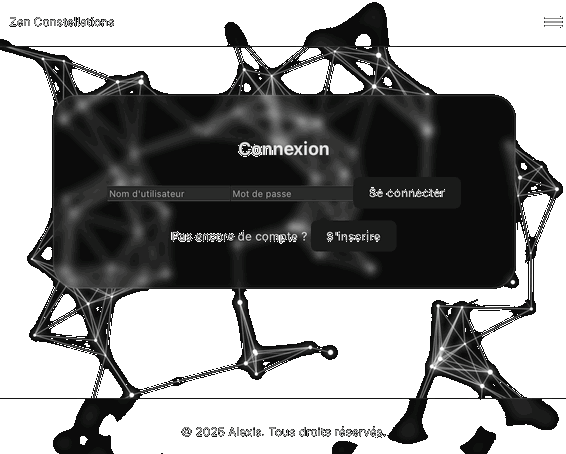 Zen Constellations
Connexion
Nom d'utilisateur Mot de passe Se connecter
Pas encore de compte ? S'inscrire
© 2025 Alexis. Tous droits réservés.